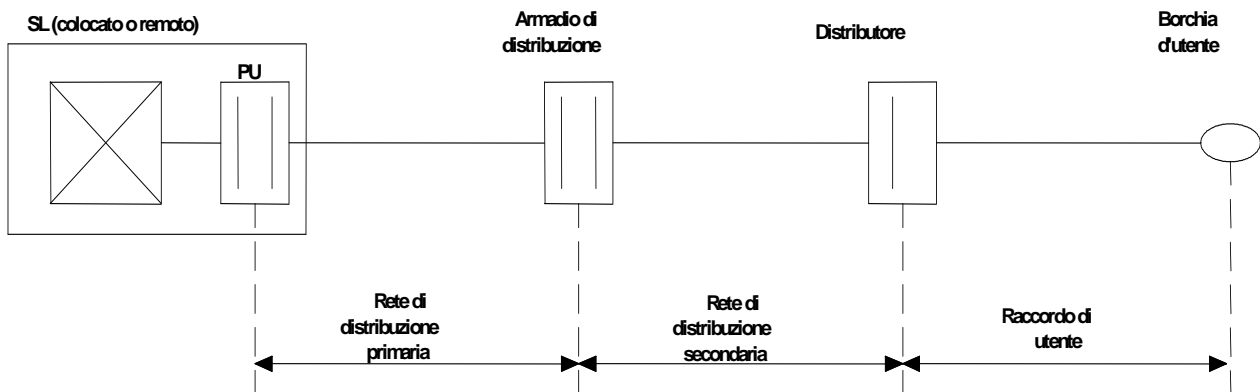 SL (colocato o remoto)
PU
Armadio di
distribuzione
Distributore
Borchia
d'utente
Rete di
distribuzione
primaria
Rete di
distribuzione
secondaria
Raccordo di
utente